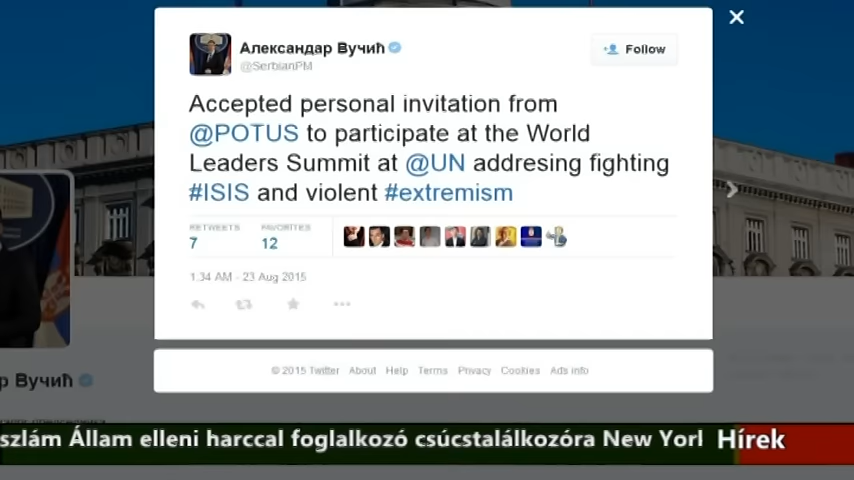 Александар Вучић
@SerbianPM
Follow
Accepted personal invitation from
@POTUS to participate at the World
Leaders Summit at @UN addresing fighting
#ISIS and violent #extremism
RETWEETS FAVORITES
7 12
1:34 AM - 23 Aug 2015
© 2015 Twitter About Help Terms Privacy Cookies Ads info
р Вучић
szlám Állam elleni harccal foglalkozó csúcstalálkozóra New Yorl Hírek